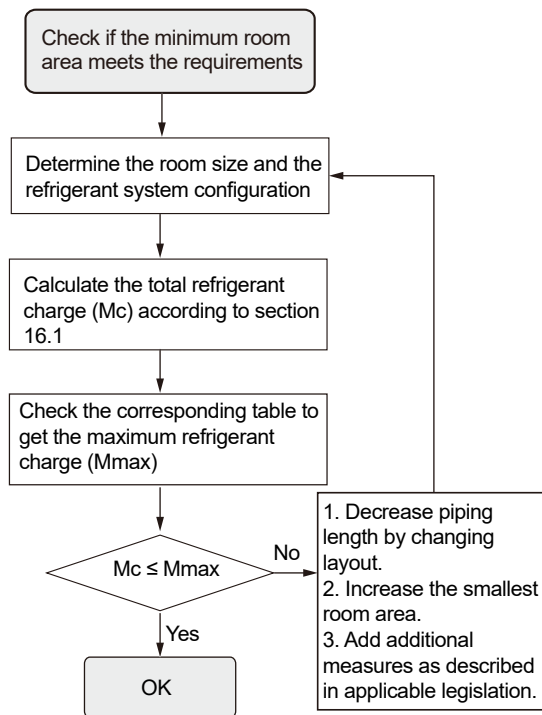 Check if the minimum room
area meets the requirements
Determine the room size and the
refrigerant system configuration
Calculate the total refrigerant
charge (Mc) according to section
16.1
Check the corresponding table to
get the maximum refrigerant
charge (Mmax)
Mc ≤ Mmax
No
1. Decrease piping
length by changing
layout.
2. Increase the smallest
room area.
3. Add additional
measures as described
in applicable legislation.
Yes
OK